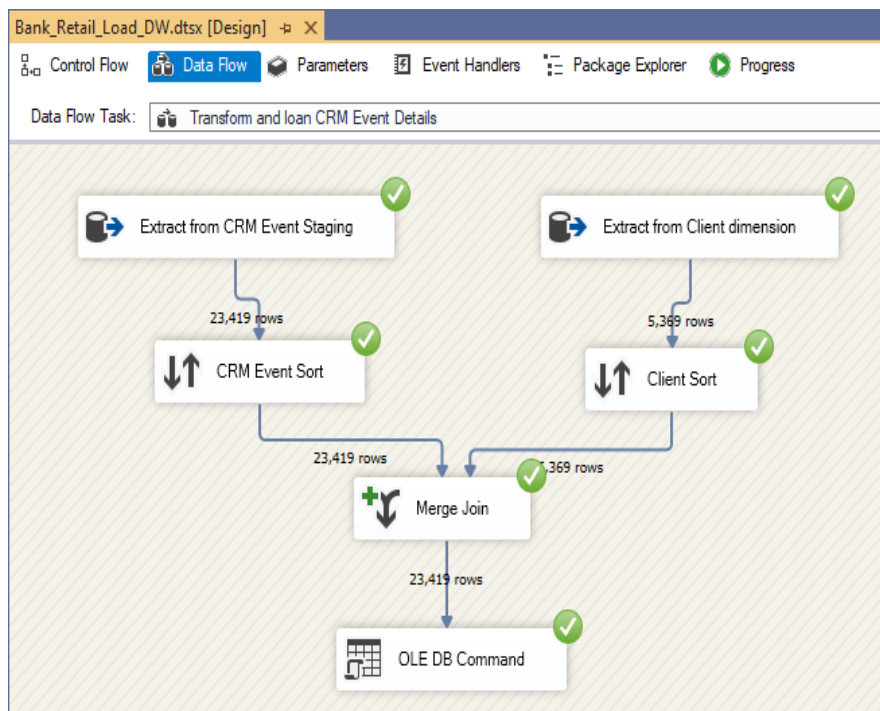 Bank_Retail_Load_DW.dtsx [Design]
Control Flow Data Flow Parameters Event Handlers Package Explorer Progress
Data Flow Task: Transform and loan CRM Event Details
Extract from CRM Event Staging Extract from Client dimension
23,419 rows 5,369 rows
CRM Event Sort Client Sort
23,419 rows 5,369 rows
Merge Join
23,419 rows
OLE DB Command